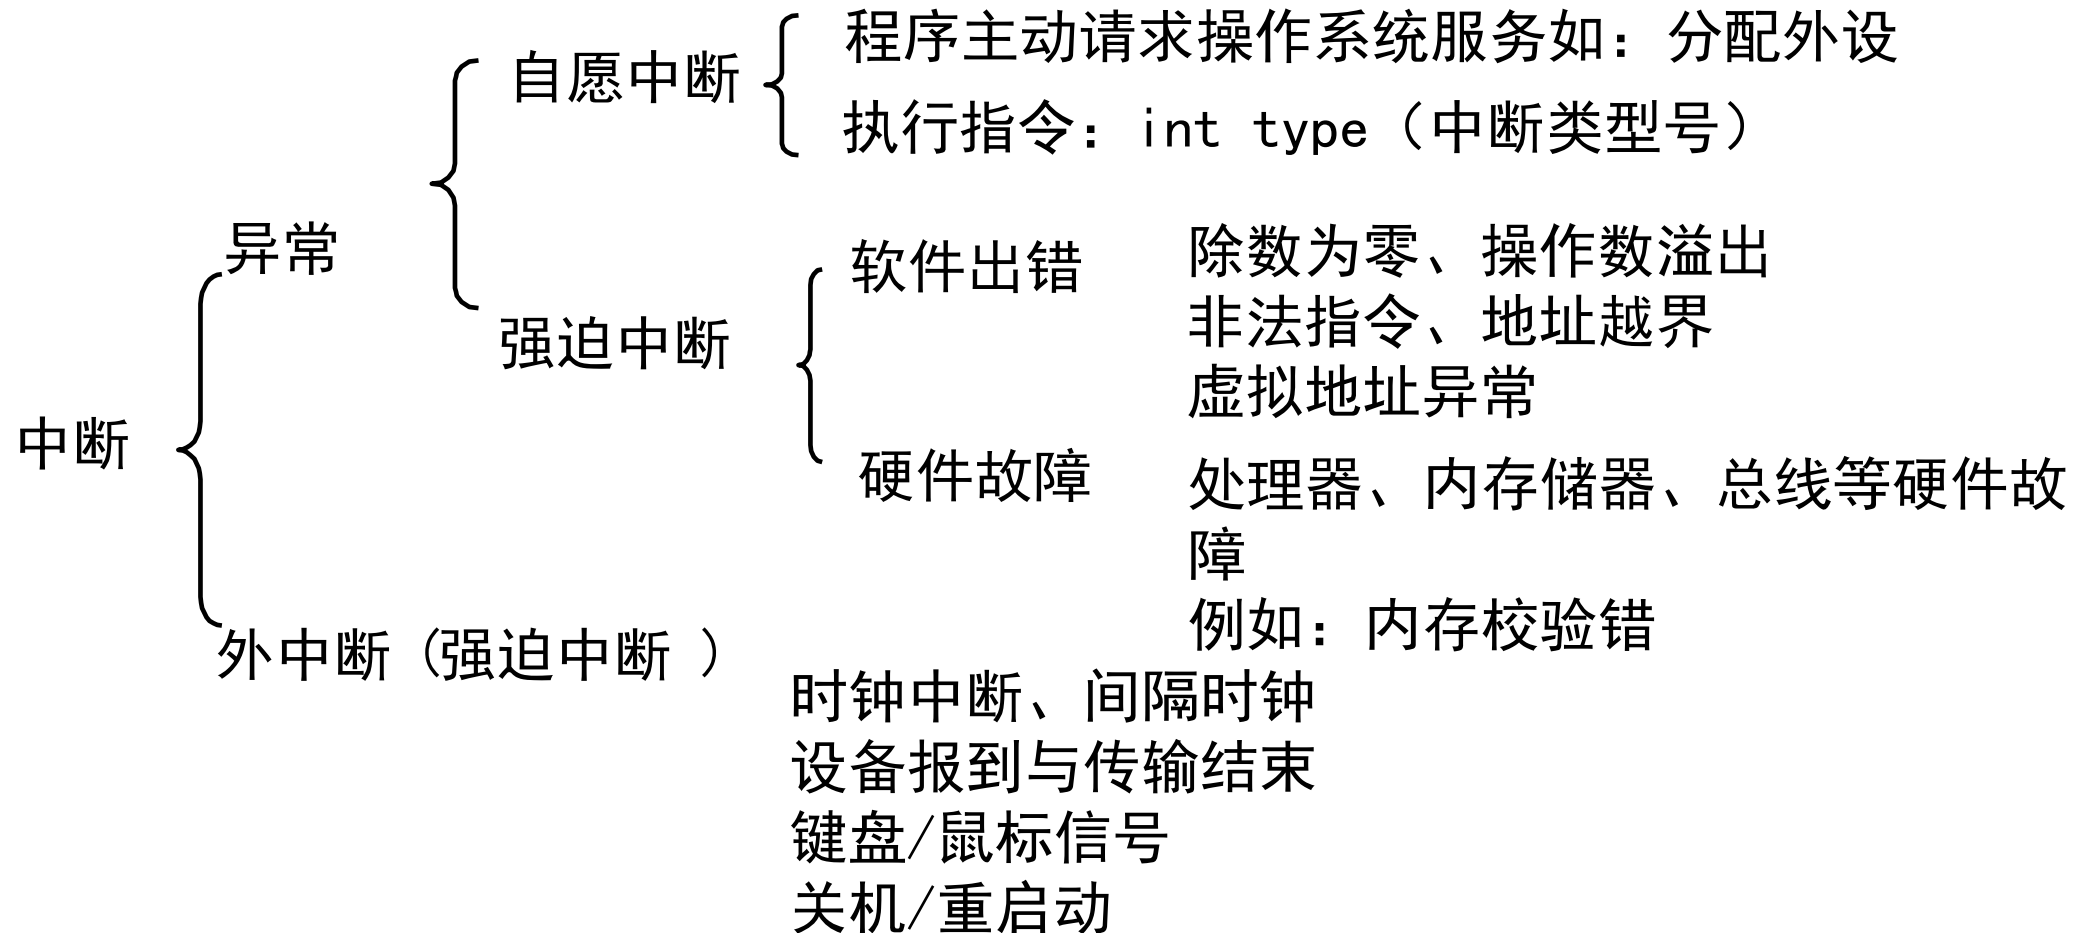 程序主动请求操作系统服务如：分配外设
自愿中断
执行指令：int type（中断类型号）
异常
软件出错
除数为零、操作数溢出
非法指令、地址越界
虚拟地址异常
强迫中断
中断
硬件故障
处理器、内存储器、总线等硬件故
障
例如：内存校验错
外中断（强迫中断 ）
时钟中断、间隔时钟
设备报到与传输结束
键盘/鼠标信号
关机/重启动